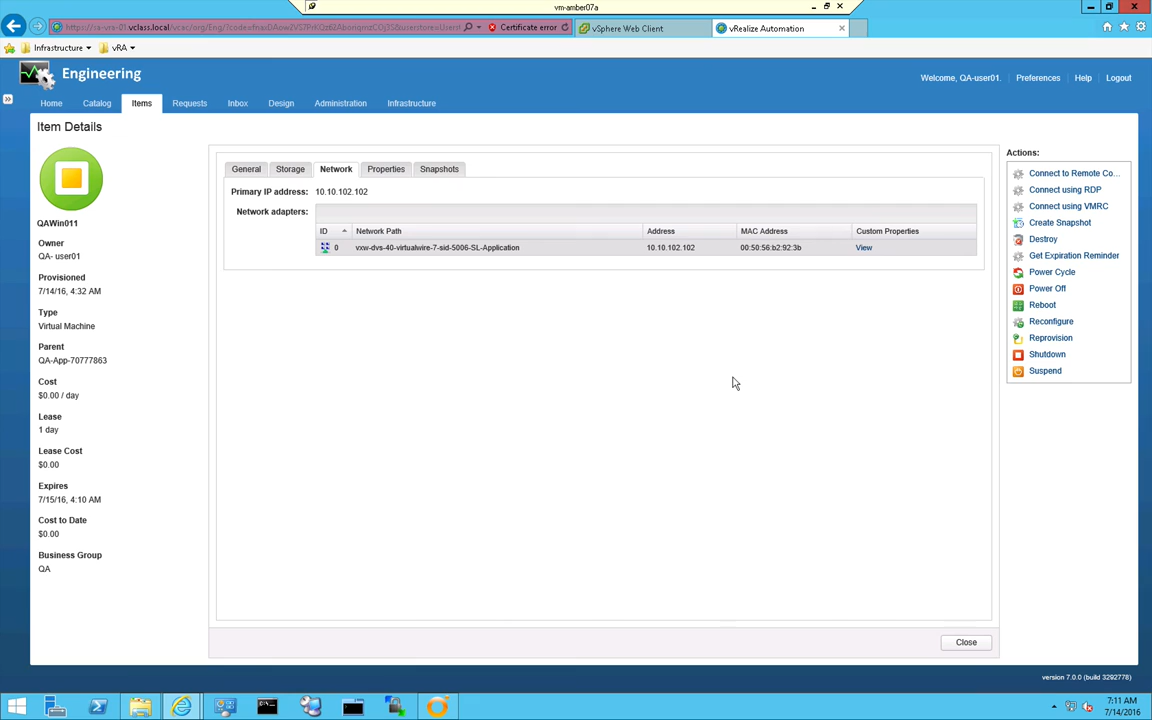 vm-amber07a
Certificate error
vSphere Web Client
vRealize Automation
Infrastructure
vRA
Engineering
Welcome, QA-user01.
Preferences
Help
Logout
Home
Catalog
Items
Requests
Inbox
Design
Administration
Infrastructure
Item Details
QAWin011
Owner
QA- user01
Provisioned
7/14/16, 4:32 AM
Type
Virtual Machine
Parent
QA-App-70777863
Cost
$0.00 / day
Lease
1 day
Lease Cost
$0.00
Expires
7/15/16, 4:10 AM
Cost to Date
$0.00
Business Group
QA
General
Storage
Network
Properties
Snapshots
Primary IP address: 10.10.102.102
Network adapters:
ID
Network Path
Address
MAC Address
Custom Properties
0
vxw-dvs-40-virtualwire-7-sid-5006-SL-Application
10.10.102.102
00:50:56:b2:92:3b
View
Actions:
Connect to Remote Co...
Connect using RDP
Connect using VMRC
Create Snapshot
Destroy
Get Expiration Reminder
Power Cycle
Power Off
Reboot
Reconfigure
Reprovision
Shutdown
Suspend
Close
version 7.0.0 (build 3292778)
7:11 AM
7/14/2016